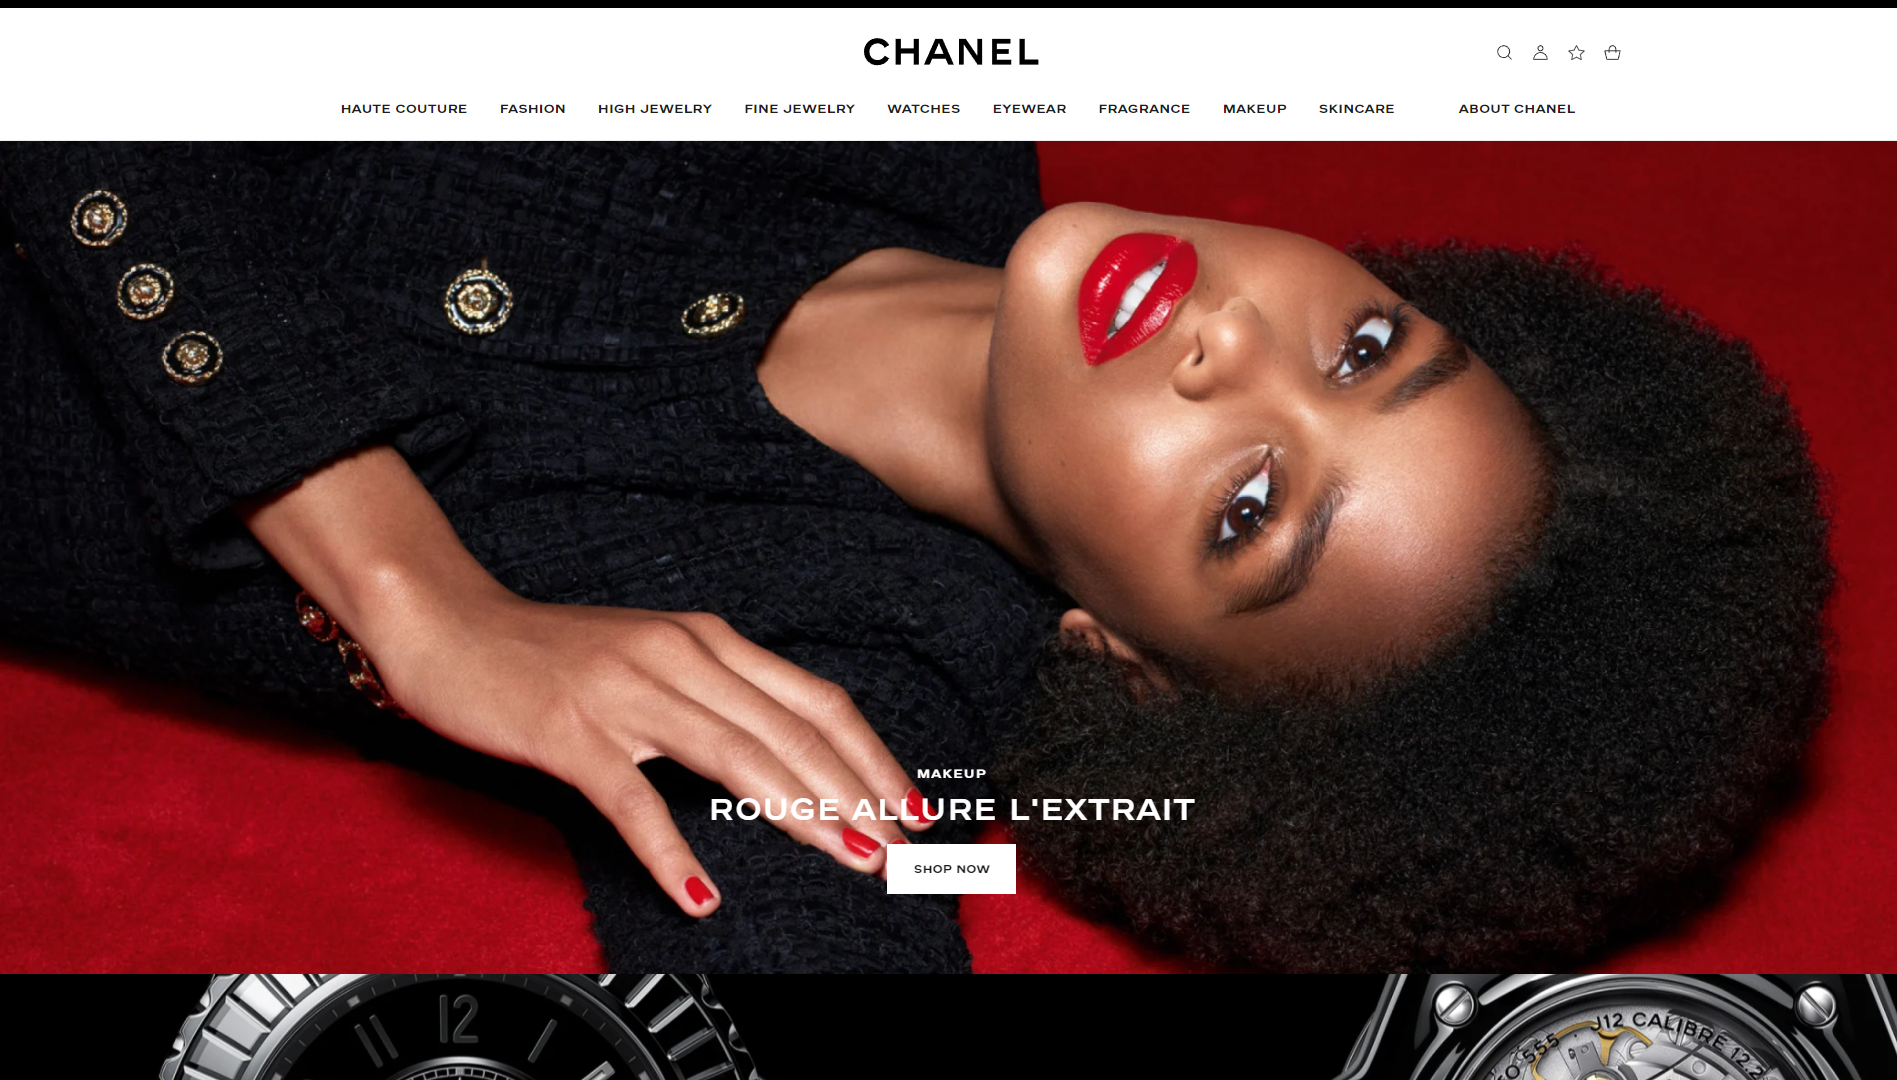 CHANEL
HAUTE COUTURE FASHION HIGH JEWELRY FINE JEWELRY WATCHES EYEWEAR FRAGRANCE MAKEUP SKINCARE ABOUT CHANEL
MAKEUP
ROUGE ALLURE L'EXTRAIT
SHOP NOW
12
J12 CALIBRE 12.2
555